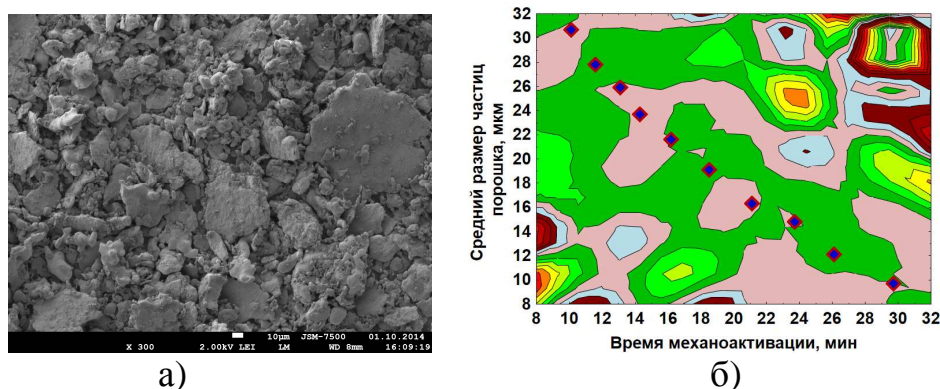 10µm JSM-7500 01.10.2014
X 300 2.00kV LEI LM WD 8mm 16:09:19
а)
32
30
28
26
24
22
20
18
16
14
12
10
8
Средний размер частиц
порошка, мкм
8 10 12 14 16 18 20 22 24 26 28 30 32
Время механоактивации, мин
б)